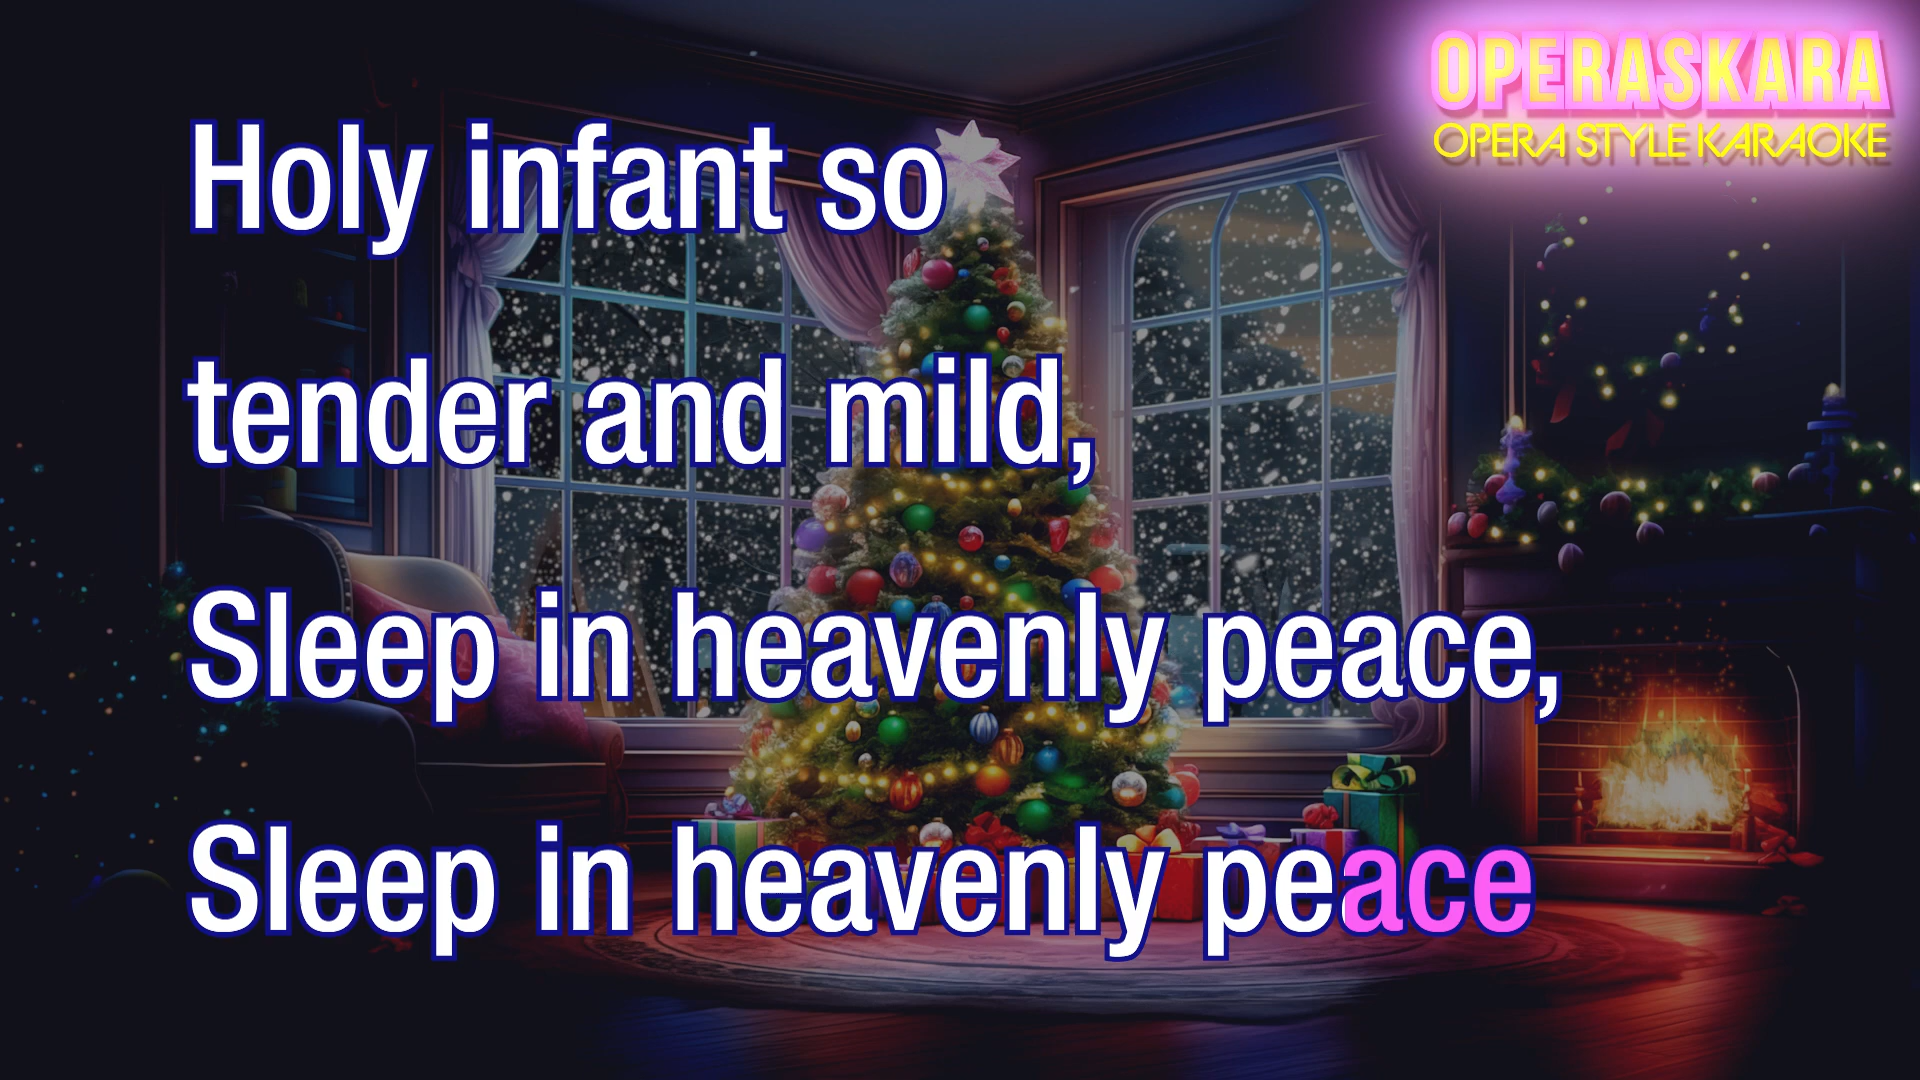 OPERASKARA
OPERA STYLE KARAOKE
Holy infant so
tender and mild,
Sleep in heavenly peace,
Sleep in heavenly peace